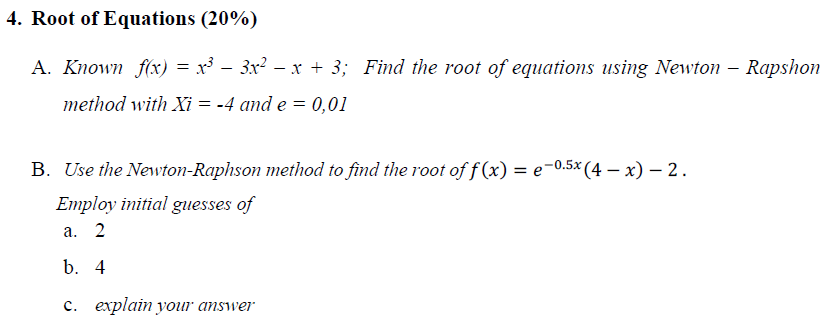 4. Root of Equations (20%)
A. Known f(x) = x³ – 3x² – x + 3; Find the root of equations using Newton – Rapshon
method with Xi = -4 and e = 0,01
B. Use the Newton-Raphson method to find the root of f(x) = e^−0.5x (4 − x) − 2.
Employ initial guesses of
a. 2
b. 4
c. explain your answer